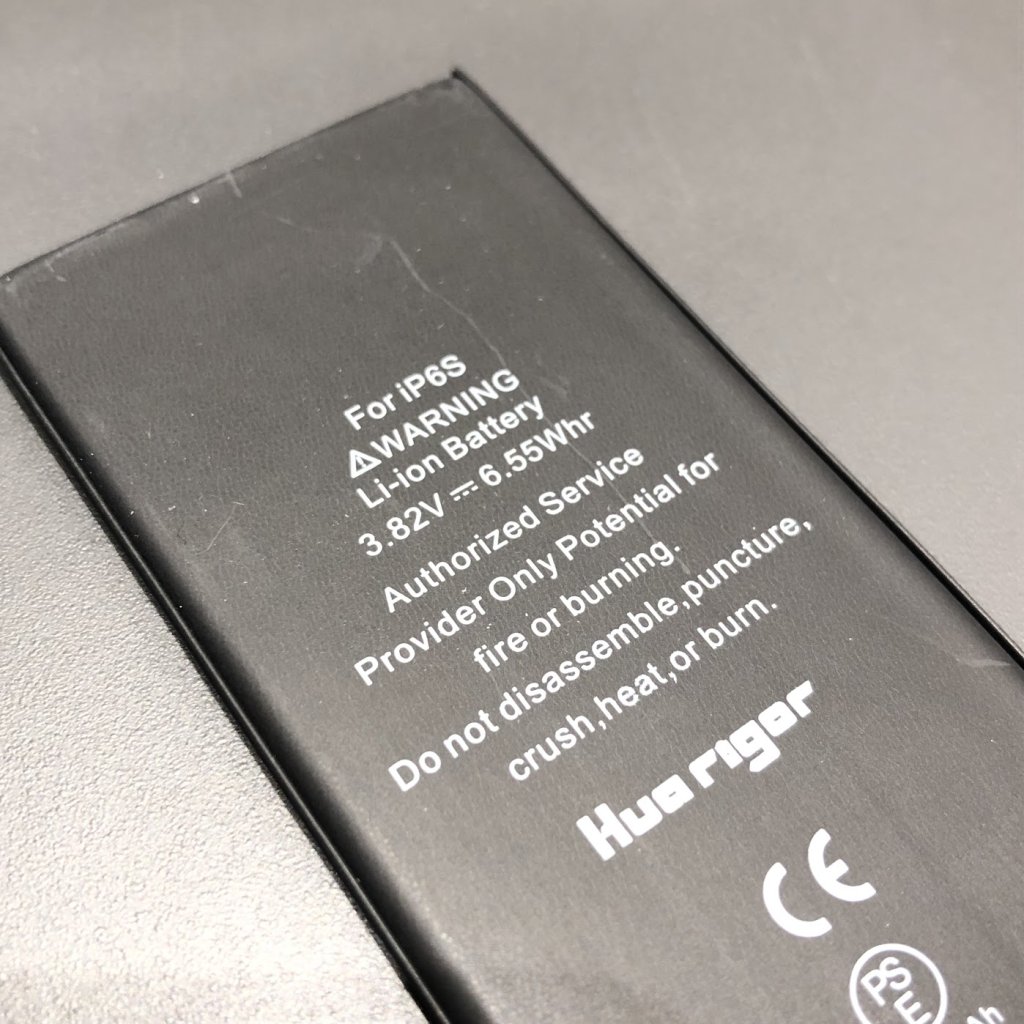 For iP6S
⚠WARNING
Li-ion Battery
3.82V ⎓ 6.55Whr
Authorized Service
Provider Only Potential for
fire or burning.
Do not disassemble,puncture,
crush,heat,or burn.
Huarigor
CE
PSE
Ah